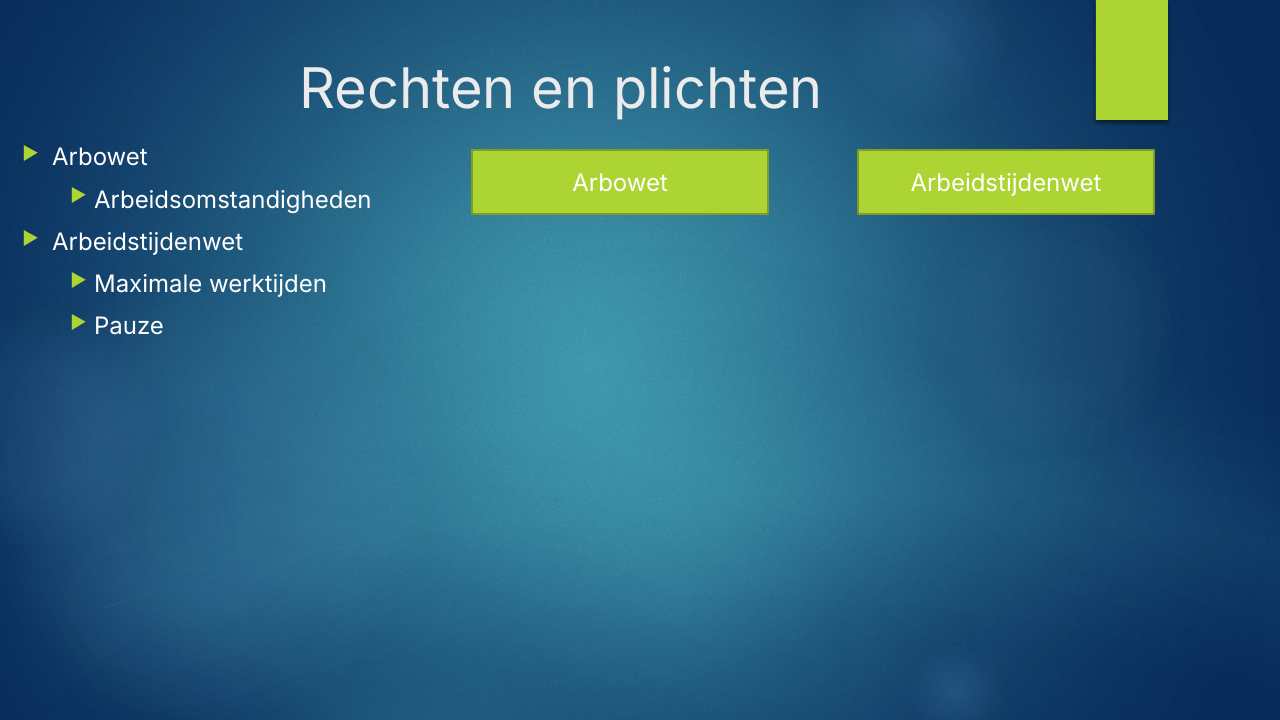 Rechten en plichten
Arbowet
Arbeidsomstandigheden
Arbeidstijdenwet
Maximale werktijden
Pauze
Arbowet
Arbeidstijdenwet